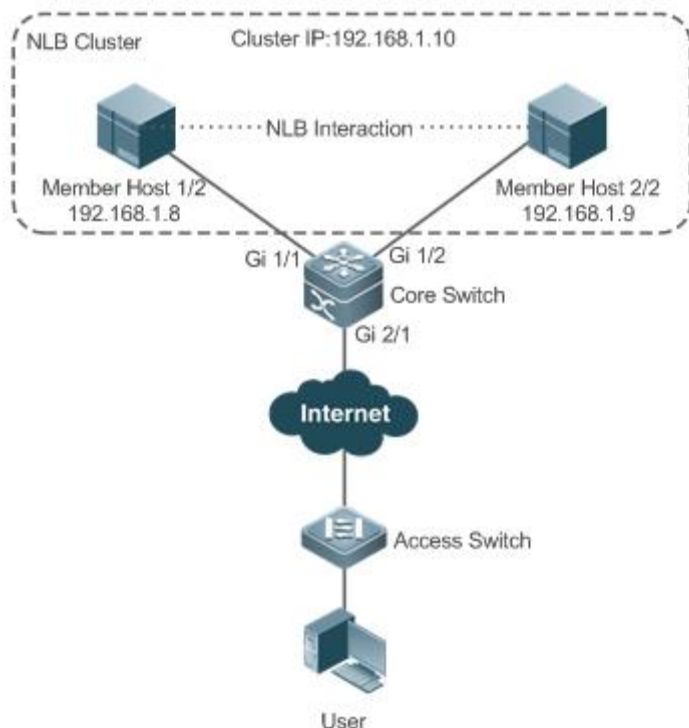 NLB Cluster
Cluster IP:192.168.1.10
NLB Interaction
Member Host 1/2
192.168.1.8
Member Host 2/2
192.168.1.9
Gi 1/1
Gi 1/2
Core Switch
Gi 2/1
Internet
Access Switch
User